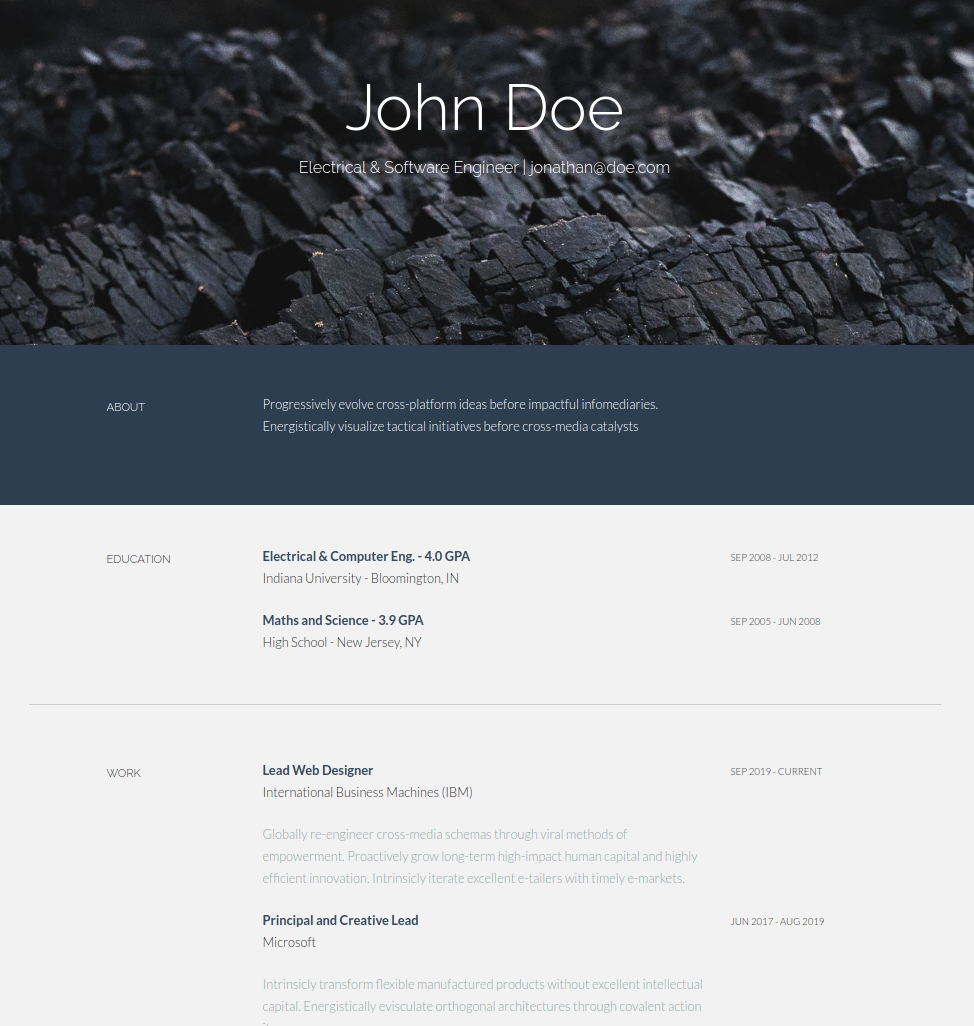 John Doe
Electrical & Software Engineer | jonathan@doe.com
ABOUT
Progressively evolve cross-platform ideas before impactful infomediaries.
Energistically visualize tactical initiatives before cross-media catalysts
EDUCATION
Electrical & Computer Eng. - 4.0 GPA
SEP 2008 - JUL 2012
Indiana University - Bloomington, IN
Maths and Science - 3.9 GPA
SEP 2005 - JUN 2008
High School - New Jersey, NY
WORK
Lead Web Designer
SEP 2019 - CURRENT
International Business Machines (IBM)
Globally re-engineer cross-media schemas through viral methods of
empowerment. Proactively grow long-term high-impact human capital and highly
efficient innovation. Intrinsicly iterate excellent e-tailers with timely e-markets.
Principal and Creative Lead
JUN 2017 - AUG 2019
Microsoft
Intrinsicly transform flexible manufactured products without excellent intellectual
capital. Energistically evisculate orthogonal architectures through covalent action